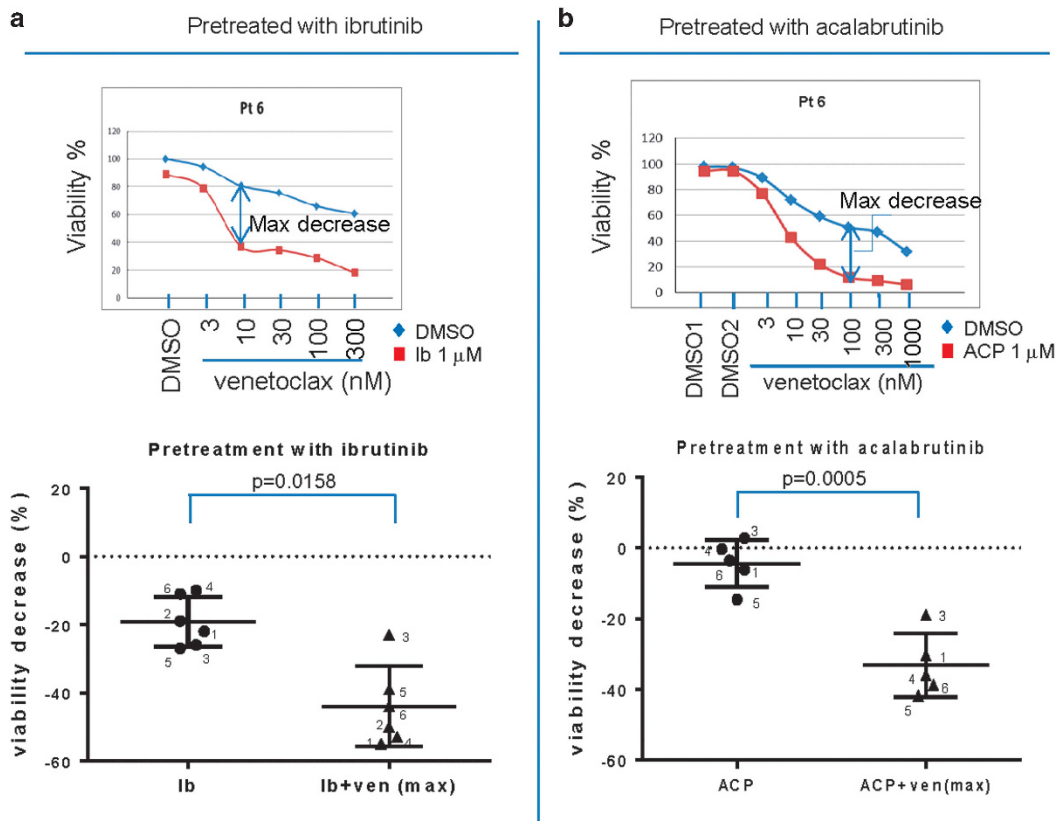 a
Pretreated with ibrutinib
Pt 6
Viability %
120
100
80
60
40
20
0
Max decrease
DMSO
3
10
30
100
300
venetoclax (nM)
DMSO
Ib 1 µM
Pretreatment with ibrutinib
p=0.0158
viability decrease (%)
20
0
-20
-40
-60
6 4
2
1
5 3
3
5
6
2
1 4
Ib
Ib+ven (max)
b
Pretreated with acalabrutinib
Pt 6
Viability %
120
100
80
60
40
20
0
Max decrease
DMSO1
DMSO2
3
10
30
100
300
1000
venetoclax (nM)
DMSO
ACP 1 µM
Pretreatment with acalabrutinib
p=0.0005
viability decrease (%)
20
0
-20
-40
-60
3
4
6 1
5
3
1
4 6
5
ACP
ACP+ven(max)